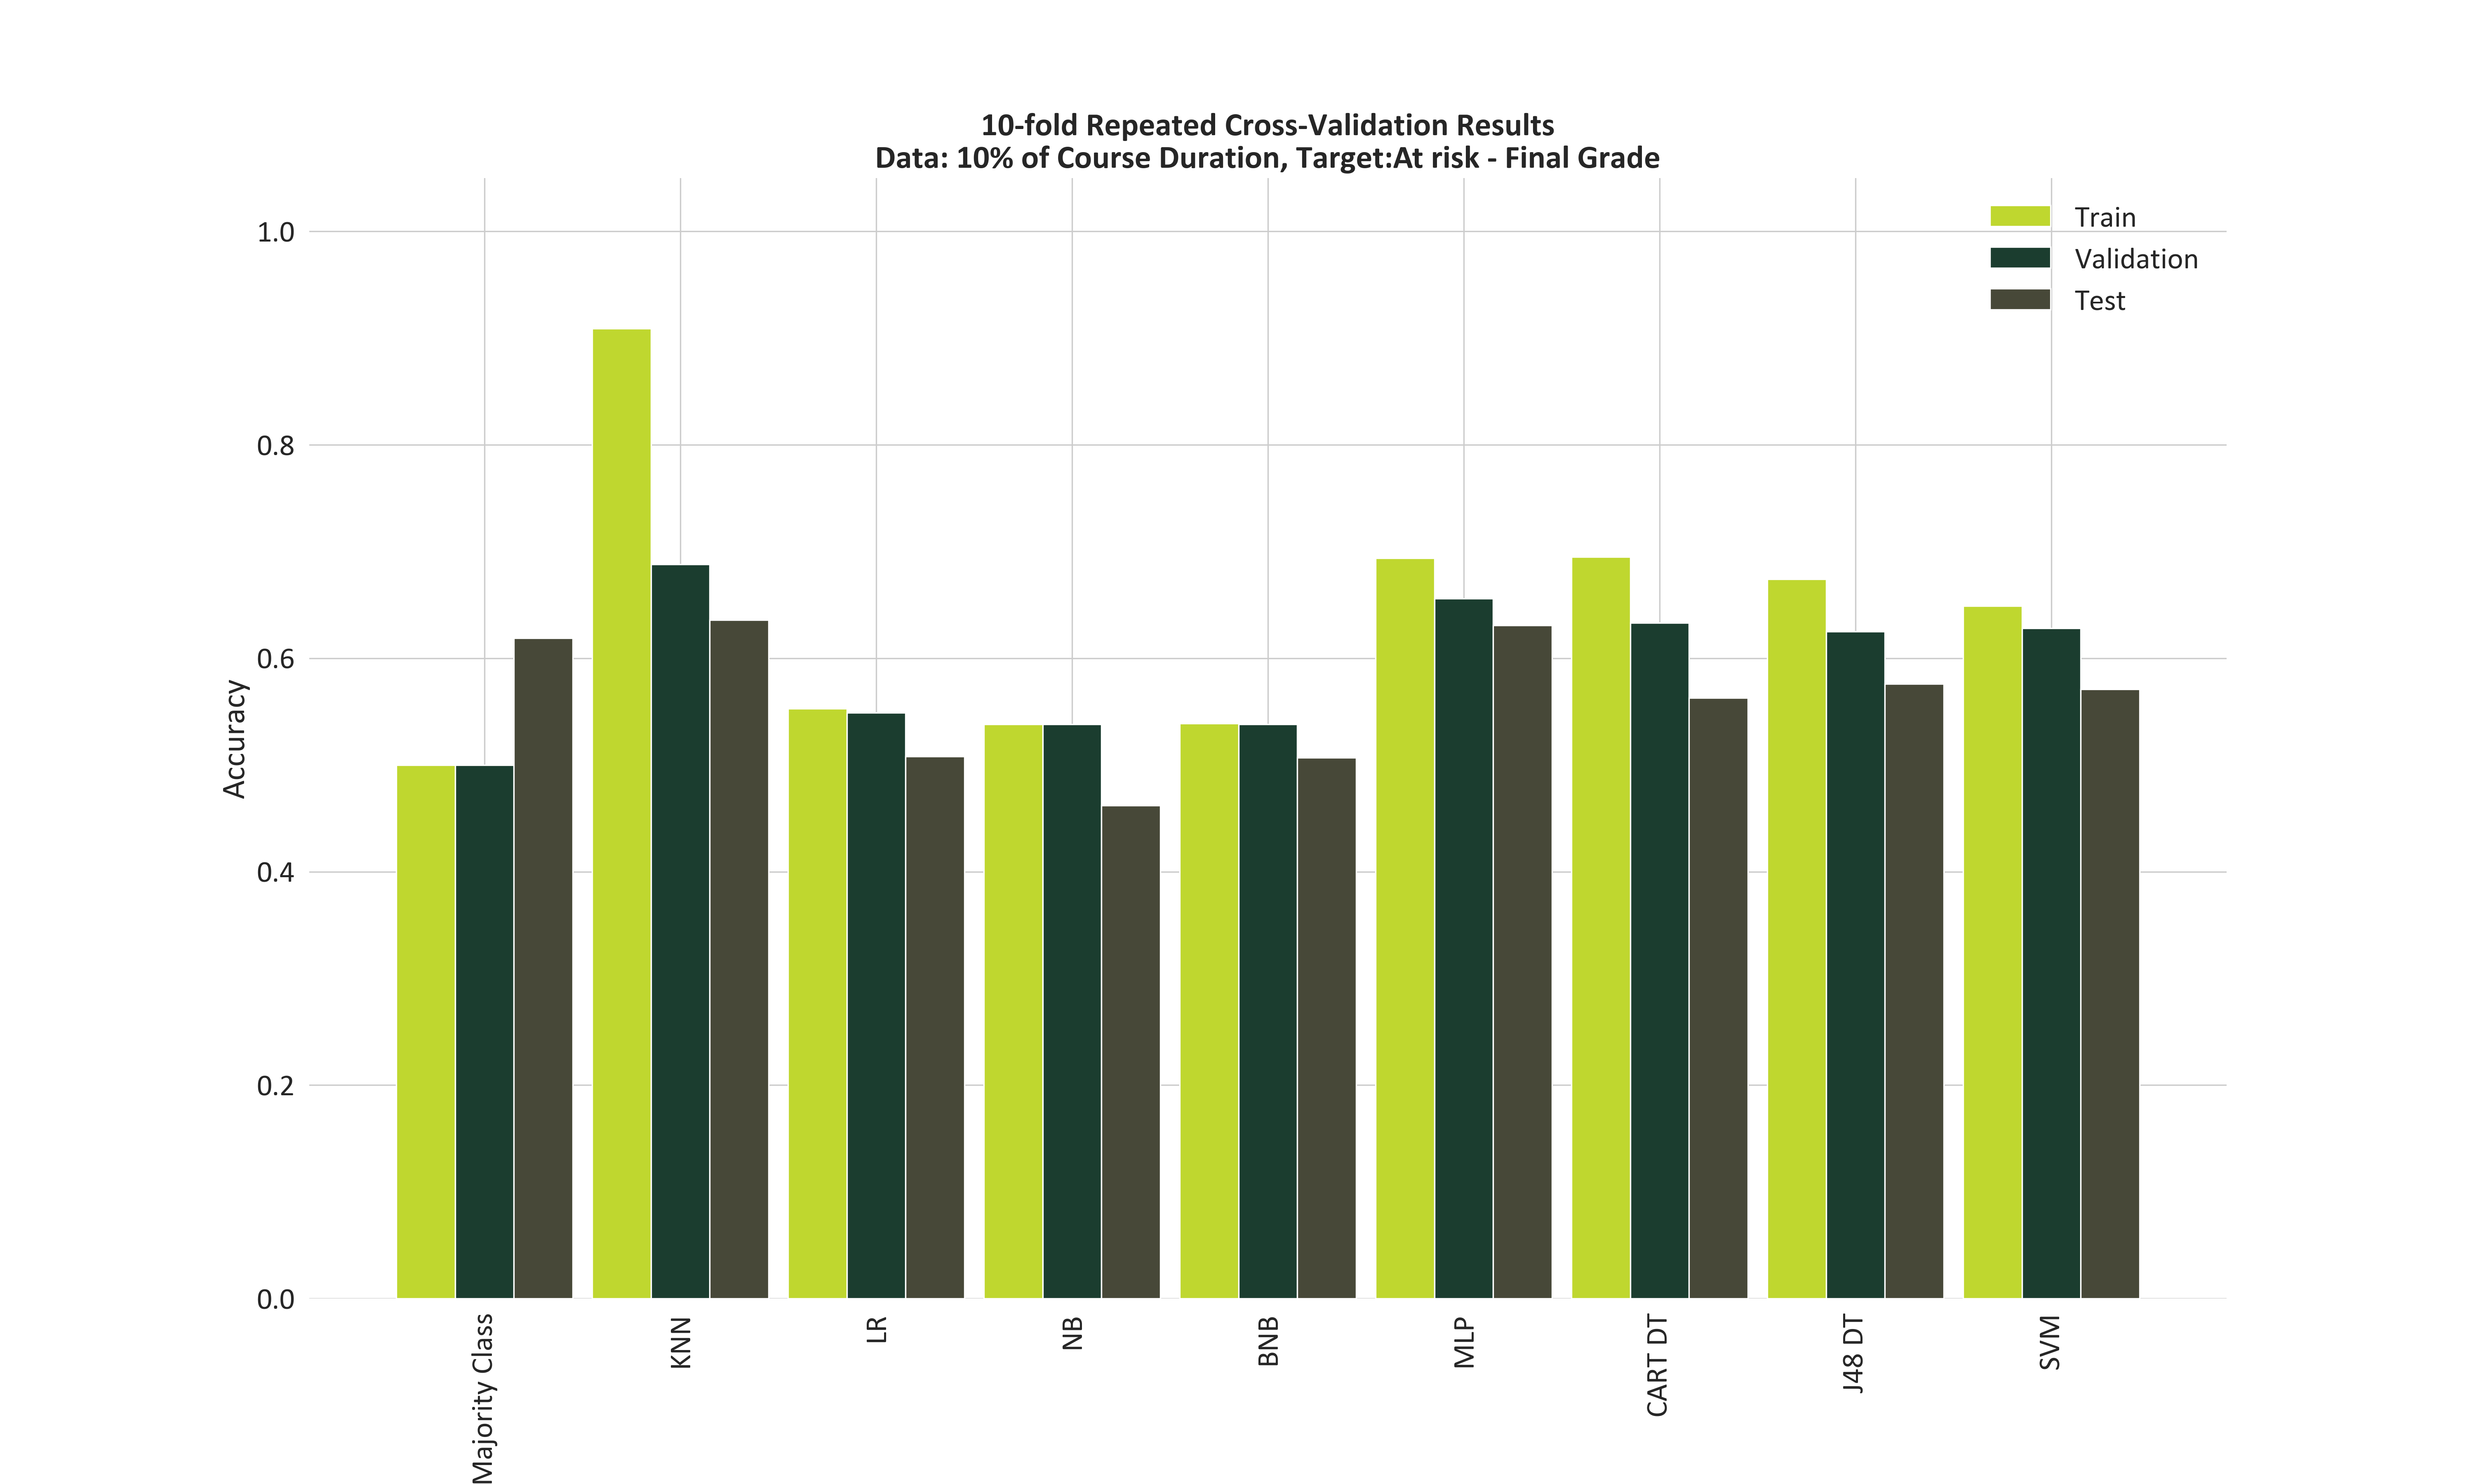 10-fold Repeated Cross-Validation Results
Data: 10% of Course Duration, Target:At risk - Final Grade
Train
Validation
Test
1.0
0.8
0.6
0.4
0.2
0.0
Accuracy
Majority Class
KNN
LR
NB
BNB
MLP
CART DT
J48 DT
SVM